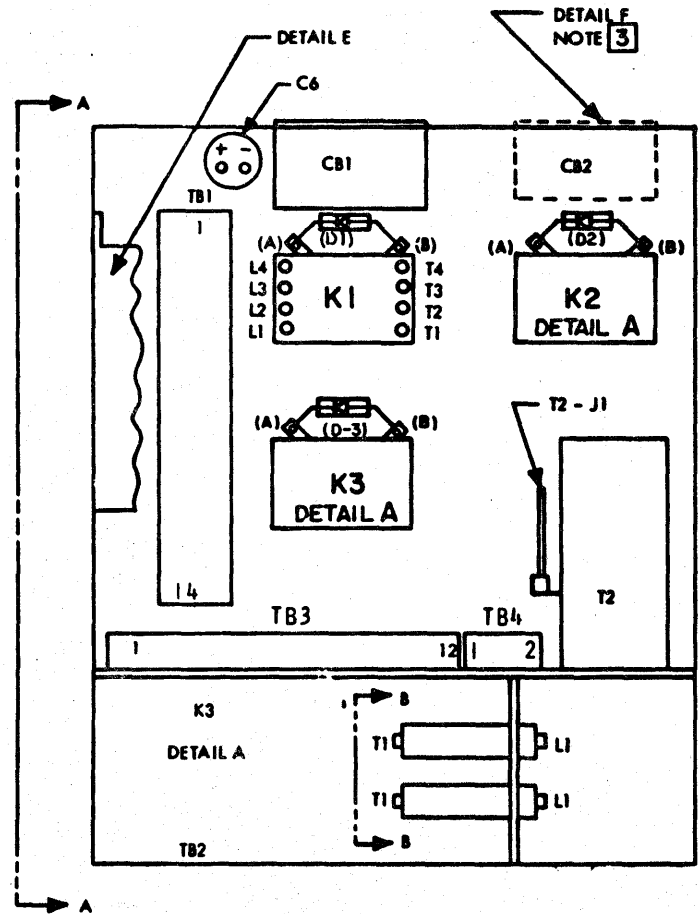 DETAIL F
NOTE 3
DETAIL E
C6
A
+ -
CB1
CB2
TB1
1
(A) (D1) (B)
(A) (D2) (B)
L4 T4
L3 K1 T3
L2 T2
L1 T1
K2
DETAIL A
(A) (D-3) (B)
T2 - J1
K3
DETAIL A
14
T2
TB3 TB4
1 12 1 2
K3
B
DETAIL A
T1 L1
T1 L1
B
TB2
A